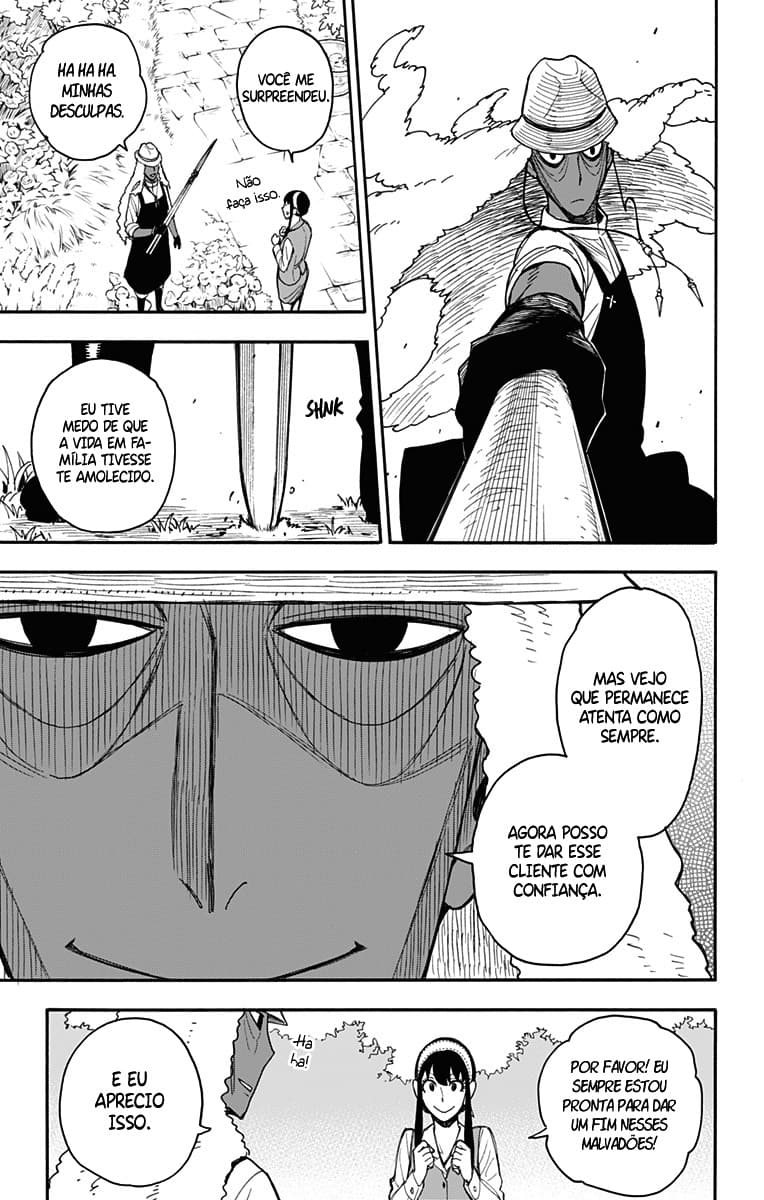 VOCÊ ME
SURPREENDEU.
Não
faça isso.
HA HA HA.
MINHAS
DESCULPAS.
SHNK
EU TIVE
MEDO DE QUE
A VIDA EM FA-
MÍLIA TIVESSE
TE AMOLECIDO.
MAS VEJO
QUE PERMANECE
ATENTA COMO
SEMPRE.
AGORA POSSO
TE DAR ESSE
CLIENTE COM
CONFIANÇA.
POR FAVOR! EU
SEMPRE ESTOU
PRONTA PARA DAR
UM FIM NESSES
MALVADÕES!
Ha
ha!
E EU
APRECIO
ISSO.